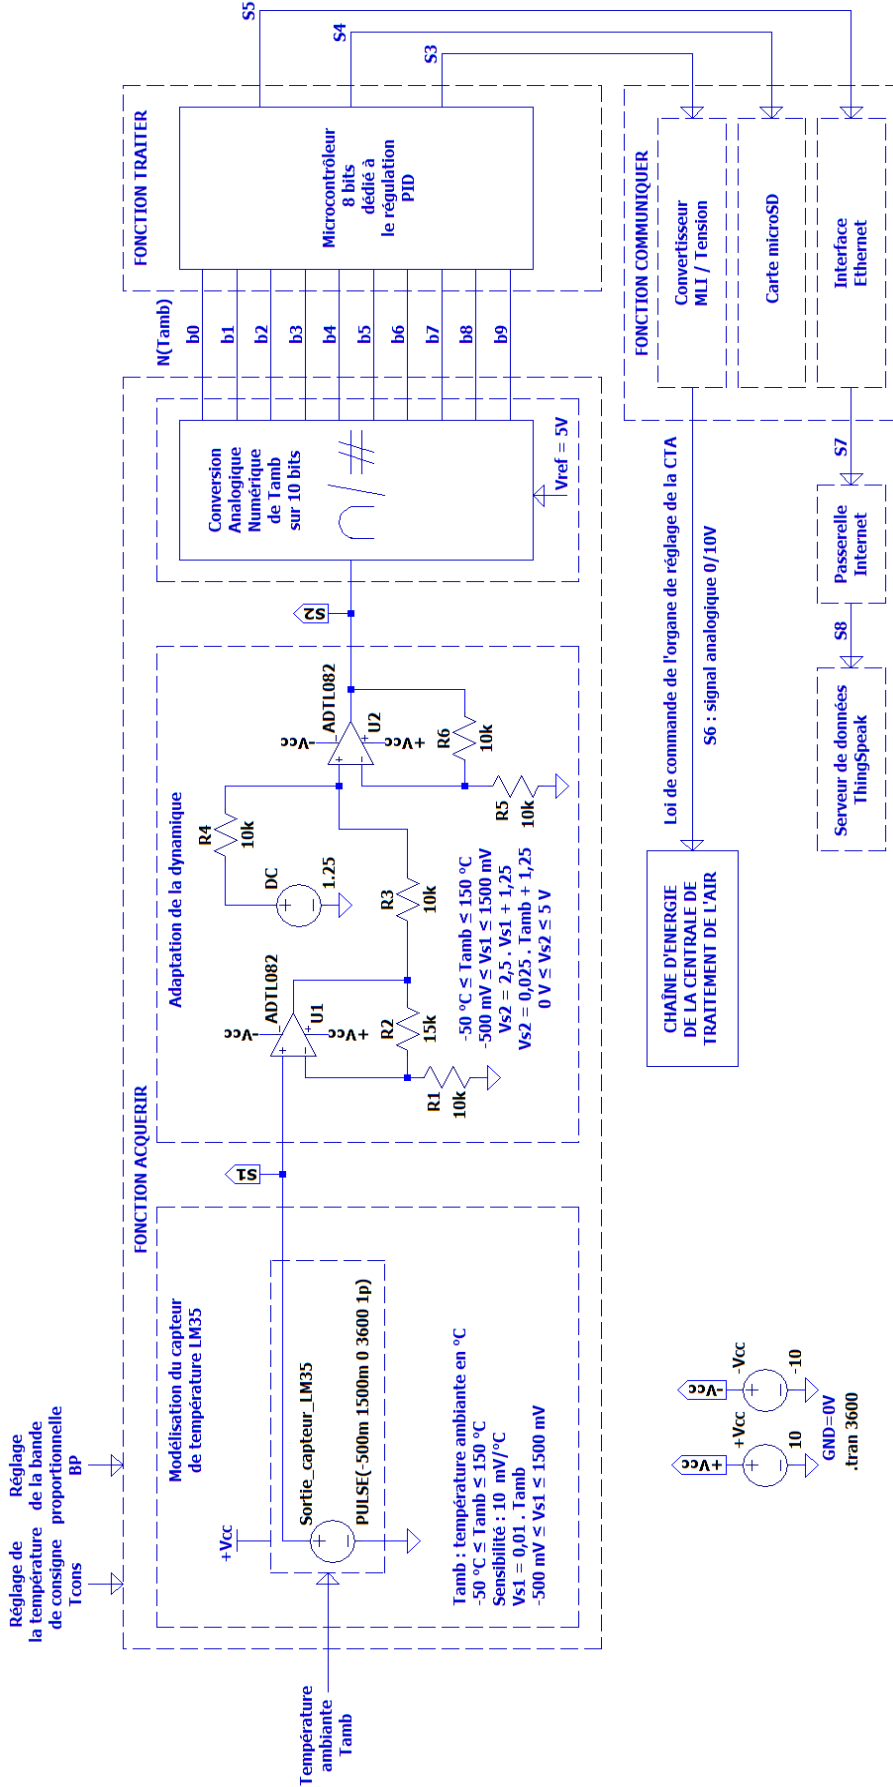 Réglage de
la température
de consigne
Tcons
Réglage
de la bande
proportionnelle
BP
Température
ambiante
Tamb
FONCTION ACQUERIR
Modélisation du capteur
de température LM35
+Vcc
Sortie_capteur_LM35
+
−
PULSE(-500m 1500m 0 3600 1p)
Tamb : température ambiante en °C
-50 °C ≤ Tamb ≤ 150 °C
Sensibilité : 10 mV/°C
Vs1 = 0,01 . Tamb
-500 mV ≤ Vs1 ≤ 1500 mV
S1
Adaptation de la dynamique
ADTL082
-Vcc
U1
+Vcc
R1
10k
R2
15k
R3
10k
DC
+
−
1.25
R4
10k
ADTL082
-Vcc
U2
+Vcc
R5
10k
R6
10k
-50 °C ≤ Tamb ≤ 150 °C
-500 mV ≤ Vs1 ≤ 1500 mV
Vs2 = 2,5 . Vs1 + 1,25
Vs2 = 0,025 . Tamb + 1,25
0 V ≤ Vs2 ≤ 5 V
S2
Conversion
Analogique
Numérique
de Tamb
sur 10 bits
Vref = 5V
N(Tamb)
b0
b1
b2
b3
b4
b5
b6
b7
b8
b9
FONCTION TRAITER
Microcontrôleur
8 bits
dédié à
le régulation
PID
S5
S4
S3
FONCTION COMMUNIQUER
Convertisseur
MLI / Tension
Carte microSD
Interface
Ethernet
Loi de commande de l'organe de réglage de la CTA
S6 : signal analogique 0/10V
CHAÎNE D'ENERGIE
DE LA CENTRALE DE
TRAITEMENT DE L'AIR
S7
Passerelle
Internet
S8
Serveur de données
ThingSpeak
+Vcc
+Vcc
+
−
10
-Vcc
-Vcc
+
−
-10
GND=0V
.tran 3600